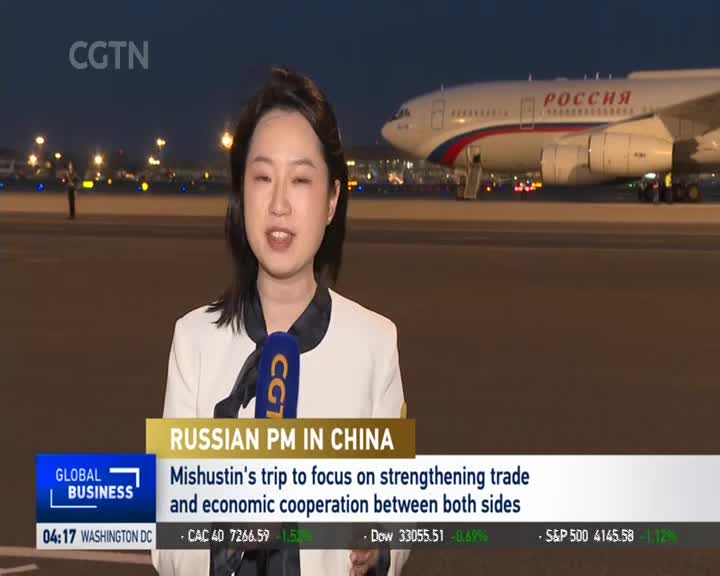 CGTN
РОССИЯ
CGT
RUSSIAN PM IN CHINA
Mishustin's trip to focus on strengthening trade
and economic cooperation between both sides
GLOBAL
BUSINESS
04:17 WASHINGTON DC
· CAC 40 7266.59 -1.52% · Dow 33055.51 -0.69% · S&P 500 4145.58 -1.12%